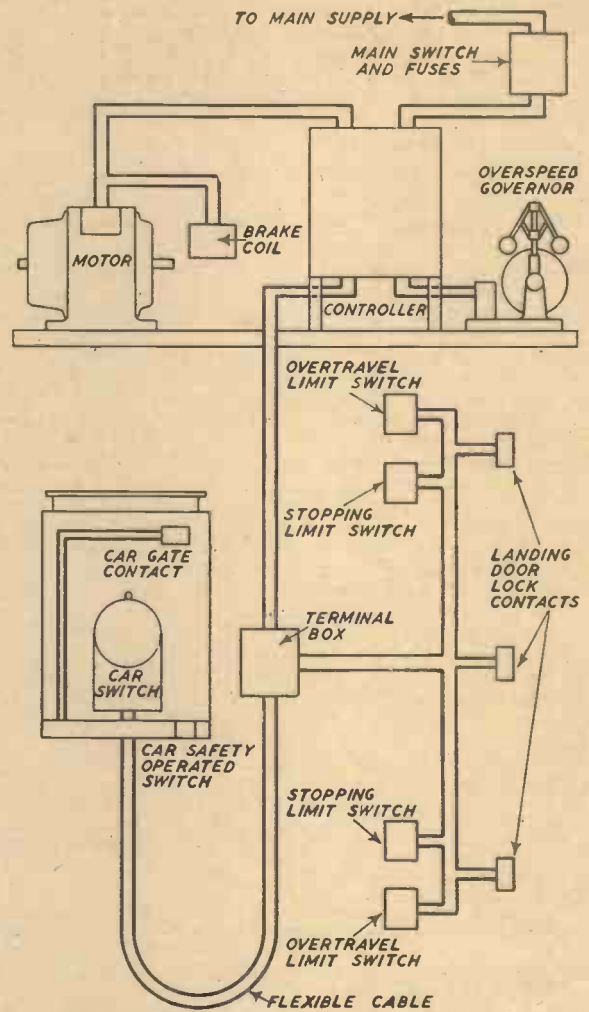 TO MAIN SUPPLY
MAIN SWITCH
AND FUSES
OVERSPEED
GOVERNOR
BRAKE
COIL
MOTOR
CONTROLLER
OVERTRAVEL
LIMIT SWITCH
STOPPING
LIMIT SWITCH
LANDING
DOOR
LOCK
CONTACTS
CAR GATE
CONTACT
TERMINAL
BOX
CAR
SWITCH
CAR SAFETY
OPERATED
SWITCH
STOPPING
LIMIT SWITCH
OVERTRAVEL
LIMIT SWITCH
FLEXIBLE CABLE